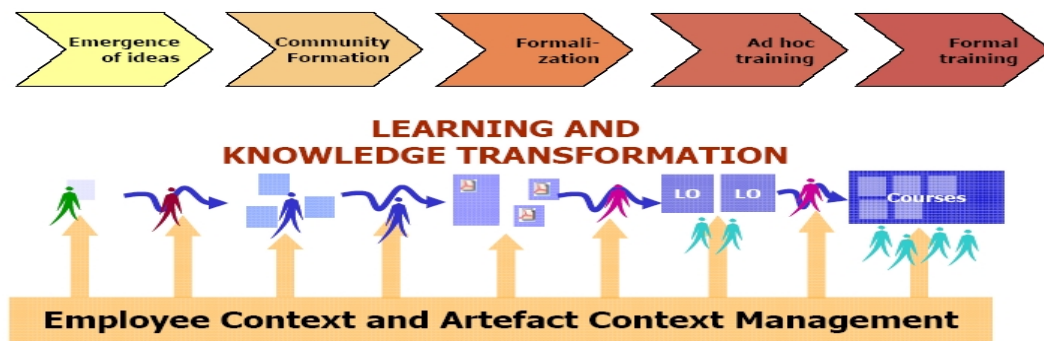 Emergence
of ideas
Community
Formation
Formali-
zation
Ad hoc
training
Formal
training
LEARNING AND
KNOWLEDGE TRANSFORMATION
LO
LO
Courses
Employee Context and Artefact Context Management